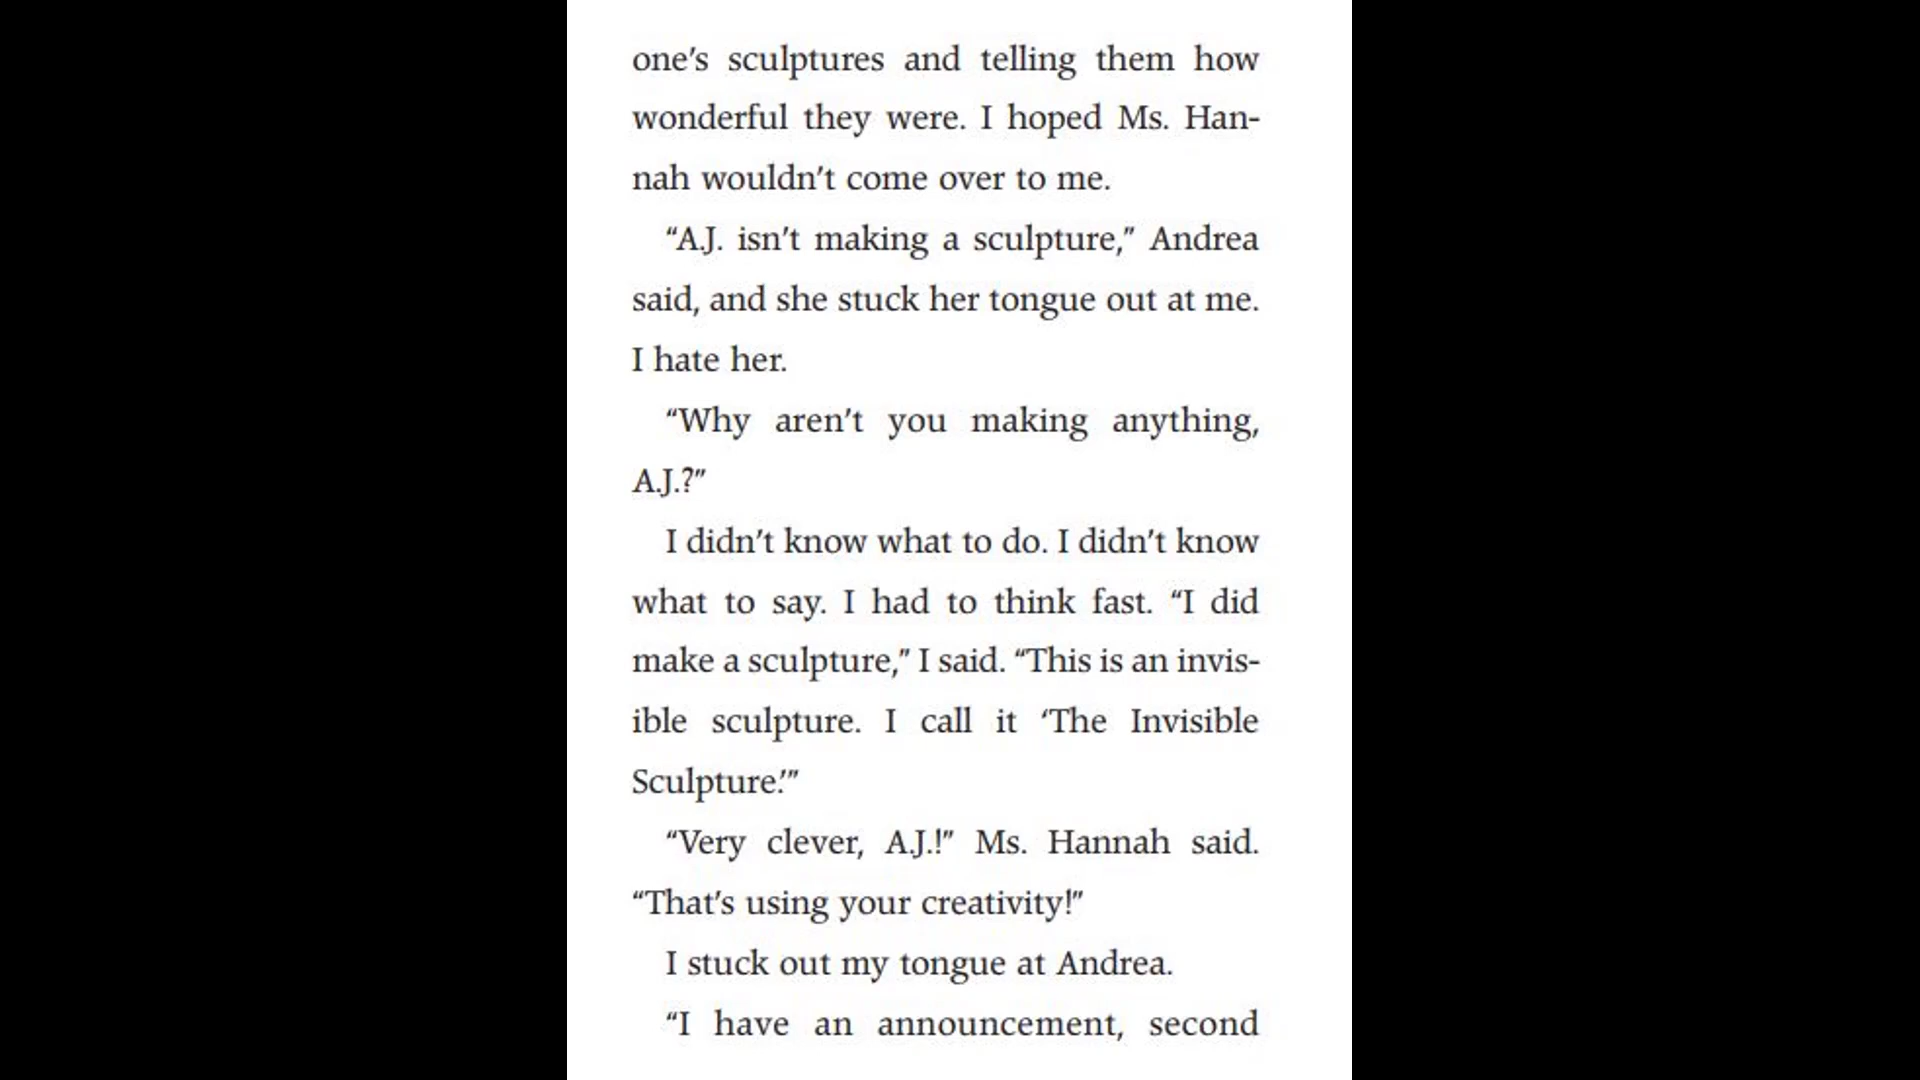 one’s sculptures and telling them how
wonderful they were. I hoped Ms. Han-
nah wouldn’t come over to me.
“A.J. isn’t making a sculpture,” Andrea
said, and she stuck her tongue out at me.
I hate her.
“Why aren’t you making anything,
A.J.?”
I didn’t know what to do. I didn’t know
what to say. I had to think fast. “I did
make a sculpture,” I said. “This is an invis-
ible sculpture. I call it ‘The Invisible
Sculpture.’”
“Very clever, A.J.!” Ms. Hannah said.
“That’s using your creativity!”
I stuck out my tongue at Andrea.
“I have an announcement, second